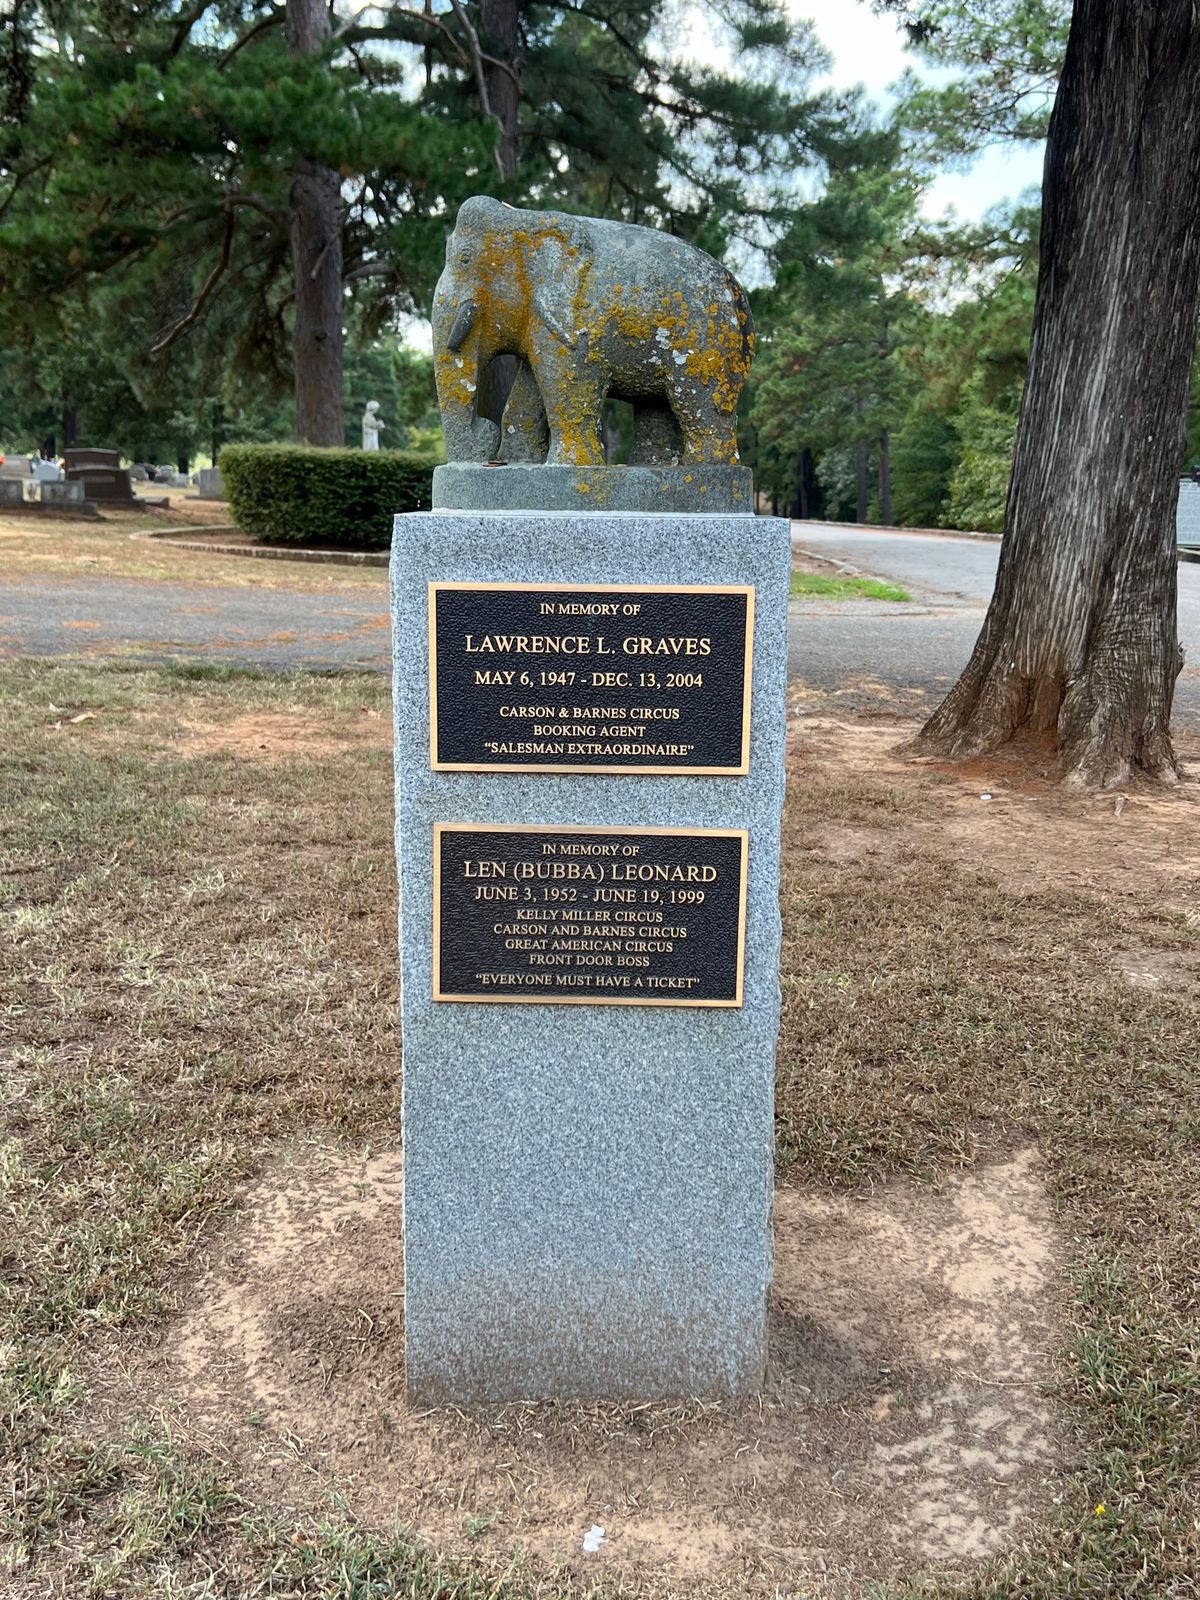 IN MEMORY OF
LAWRENCE L. GRAVES
MAY 6, 1947 - DEC. 13, 2004
CARSON & BARNES CIRCUS
BOOKING AGENT
“SALESMAN EXTRAORDINAIRE”
IN MEMORY OF
LEN (BUBBA) LEONARD
JUNE 3, 1952 - JUNE 19, 1999
KELLY MILLER CIRCUS
CARSON AND BARNES CIRCUS
GREAT AMERICAN CIRCUS
FRONT DOOR BOSS
“EVERYONE MUST HAVE A TICKET”